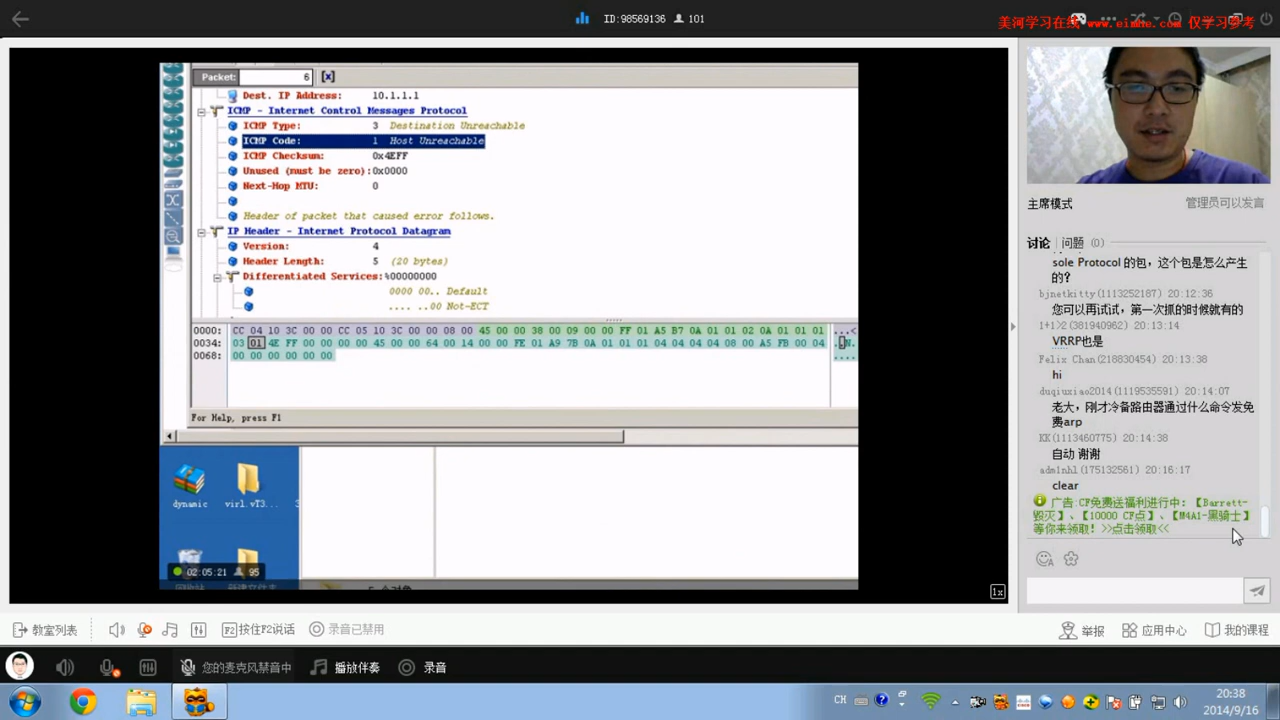 ID:98569136 101
美河学习在线 www.eimhe.com 仅学习参考
Packet: 6 [x]
Dest. IP Address: 10.1.1.1
ICMP - Internet Control Messages Protocol
ICMP Type: 3 Destination Unreachable
ICMP Code: 1 Host Unreachable
ICMP Checksum: 0x4EFF
Unused (must be zero):0x0000
Next-Hop MTU: 0
Header of packet that caused error follows.
IP Header - Internet Protocol Datagram
Version: 4
Header Length: 5 (20 bytes)
Differentiated Services:%00000000
0000 00.. Default
.... ..00 Not-ECT
0000: CC 04 10 3C 00 00 CC 05 10 3C 00 00 08 00 45 00 00 38 00 09 00 00 FF 01 A5 B7 0A 01 01 02 0A 01 01 01 ...<
0034: 03 01 4E FF 00 00 00 00 45 00 00 64 00 14 00 00 FE 01 A9 7B 0A 01 01 01 04 04 04 04 08 00 A5 FB 00 04 .N.
0068: 00 00 00 00 00 00 ....
For Help, press F1
dynamic
virl.vT3...
02:05:21 95
1x
主席模式
管理员可以发言
讨论 | 问题 (0)
sole Protocol 的包，这个包是怎么产生
的？
bjnetkitty(1113252187) 20:12:36
您可以再试试，第一次抓的时候就有的
1+1>2(381940962) 20:13:14
VRRP也是
Felix Chan(218830454) 20:13:38
hi
duqiuxiao2014(1119535591) 20:14:07
老大，刚才冷备路由器通过什么命令发免
费arp
KK(1113460775) 20:14:38
自动 谢谢
adm1nhl(175132561) 20:16:17
clear
广告:CF免费送福利进行中：【Barrett-
毁灭】、【10000 CF点】、【M4A1-黑骑士】
等你来领取！>>点击领取<<
教室列表
F2 按住F2说话
录音已禁用
举报
应用中心
我的课程
您的麦克风禁音中
播放伴奏
录音
CH
20:38
2014/9/16